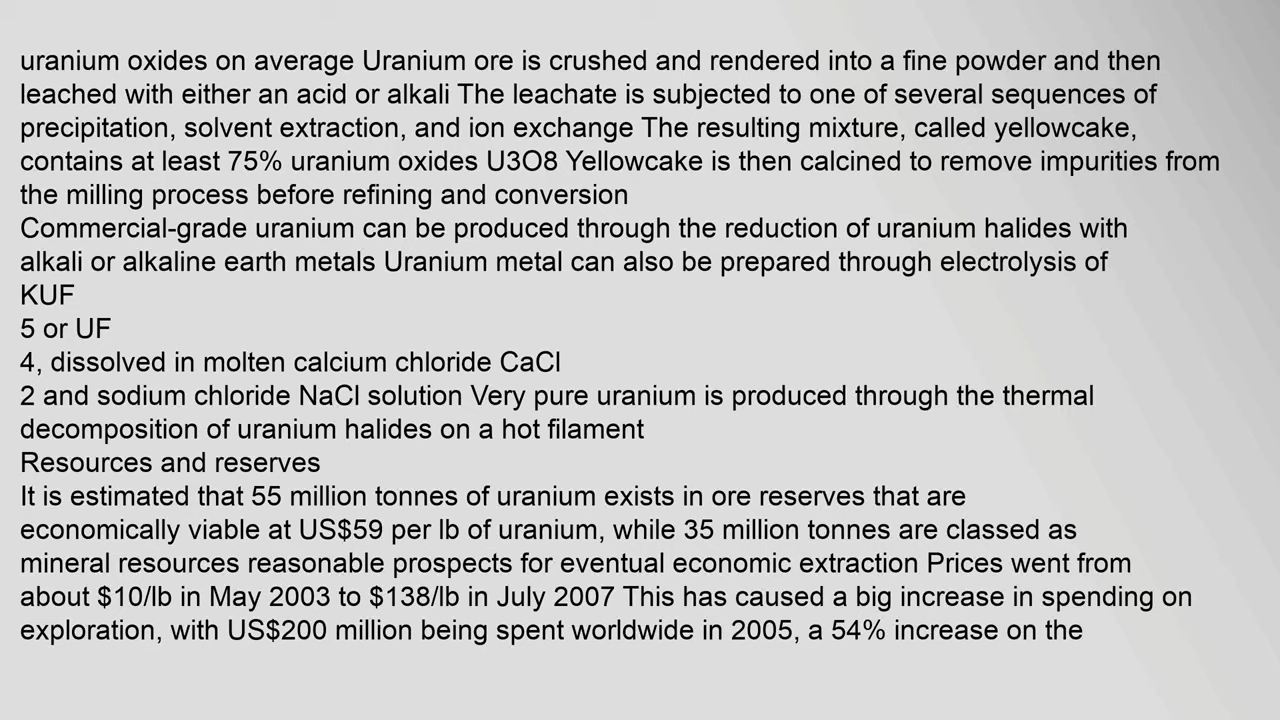 uranium oxides on average Uranium ore is crushed and rendered into a fine powder and then
leached with either an acid or alkali The leachate is subjected to one of several sequences of
precipitation, solvent extraction, and ion exchange The resulting mixture, called yellowcake,
contains at least 75% uranium oxides U3O8 Yellowcake is then calcined to remove impurities from
the milling process before refining and conversion
Commercial-grade uranium can be produced through the reduction of uranium halides with
alkali or alkaline earth metals Uranium metal can also be prepared through electrolysis of
KUF
5 or UF
4, dissolved in molten calcium chloride CaCl
2 and sodium chloride NaCl solution Very pure uranium is produced through the thermal
decomposition of uranium halides on a hot filament
Resources and reserves
It is estimated that 55 million tonnes of uranium exists in ore reserves that are
economically viable at US$59 per lb of uranium, while 35 million tonnes are classed as
mineral resources reasonable prospects for eventual economic extraction Prices went from
about $10/lb in May 2003 to $138/lb in July 2007 This has caused a big increase in spending on
exploration, with US$200 million being spent worldwide in 2005, a 54% increase on the